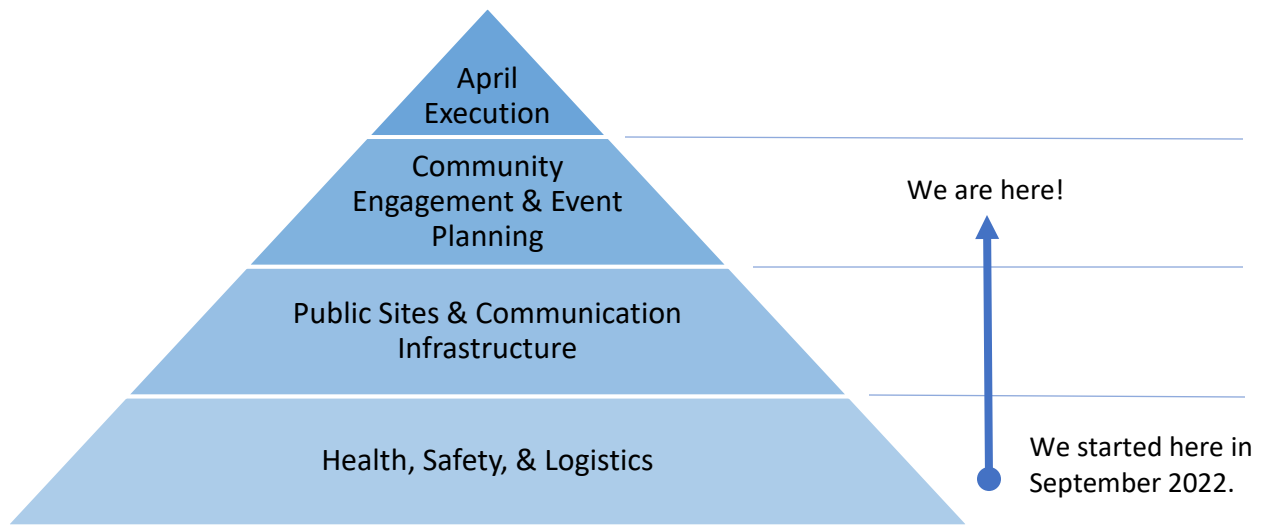 April
Execution
Community
Engagement & Event
Planning
We are here!
Public Sites & Communication
Infrastructure
Health, Safety, & Logistics
We started here in
September 2022.